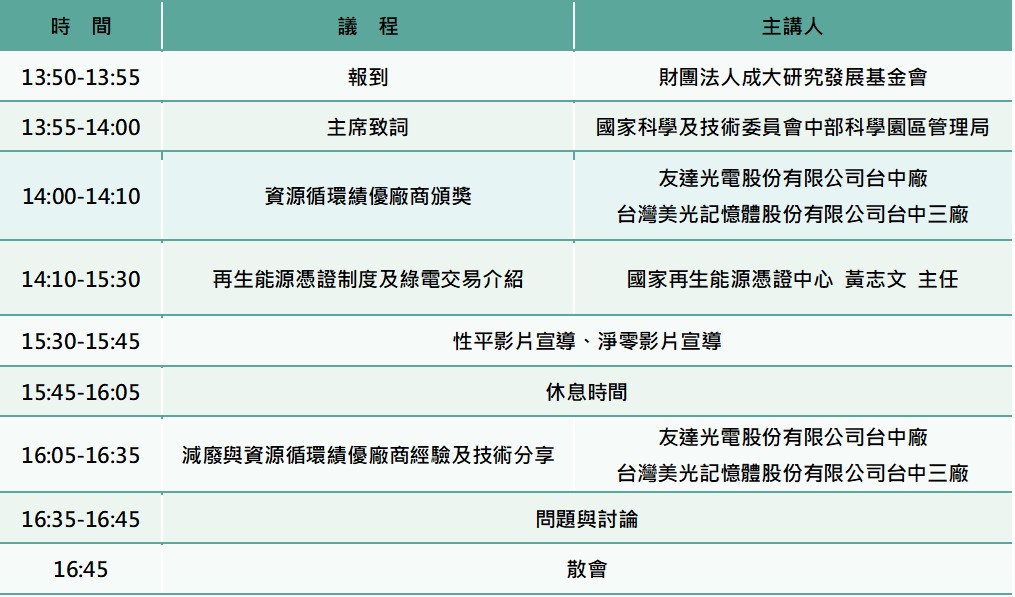 時 間 議 程 主講人
13:50-13:55 報到 財團法人成大研究發展基金會
13:55-14:00 主席致詞 國家科學及技術委員會中部科學園區管理局
14:00-14:10 資源循環績優廠商頒獎 友達光電股份有限公司台中廠
台灣美光記憶體股份有限公司台中三廠
14:10-15:30 再生能源憑證制度及綠電交易介紹 國家再生能源憑證中心 黃志文 主任
15:30-15:45 性平影片宣導、淨零影片宣導
15:45-16:05 休息時間
16:05-16:35 減廢與資源循環績優廠商經驗及技術分享 友達光電股份有限公司台中廠
台灣美光記憶體股份有限公司台中三廠
16:35-16:45 問題與討論
16:45 散會